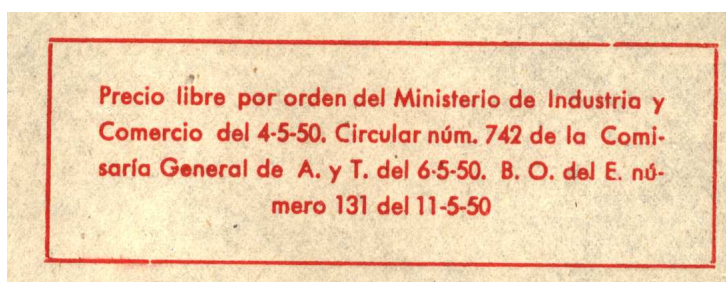 Precio libre por orden del Ministerio de Industria y
Comercio del 4-5-50. Circular núm. 742 de la Comi-
saría General de A. y T. del 6-5-50. B. O. del E. nú-
mero 131 del 11-5-50